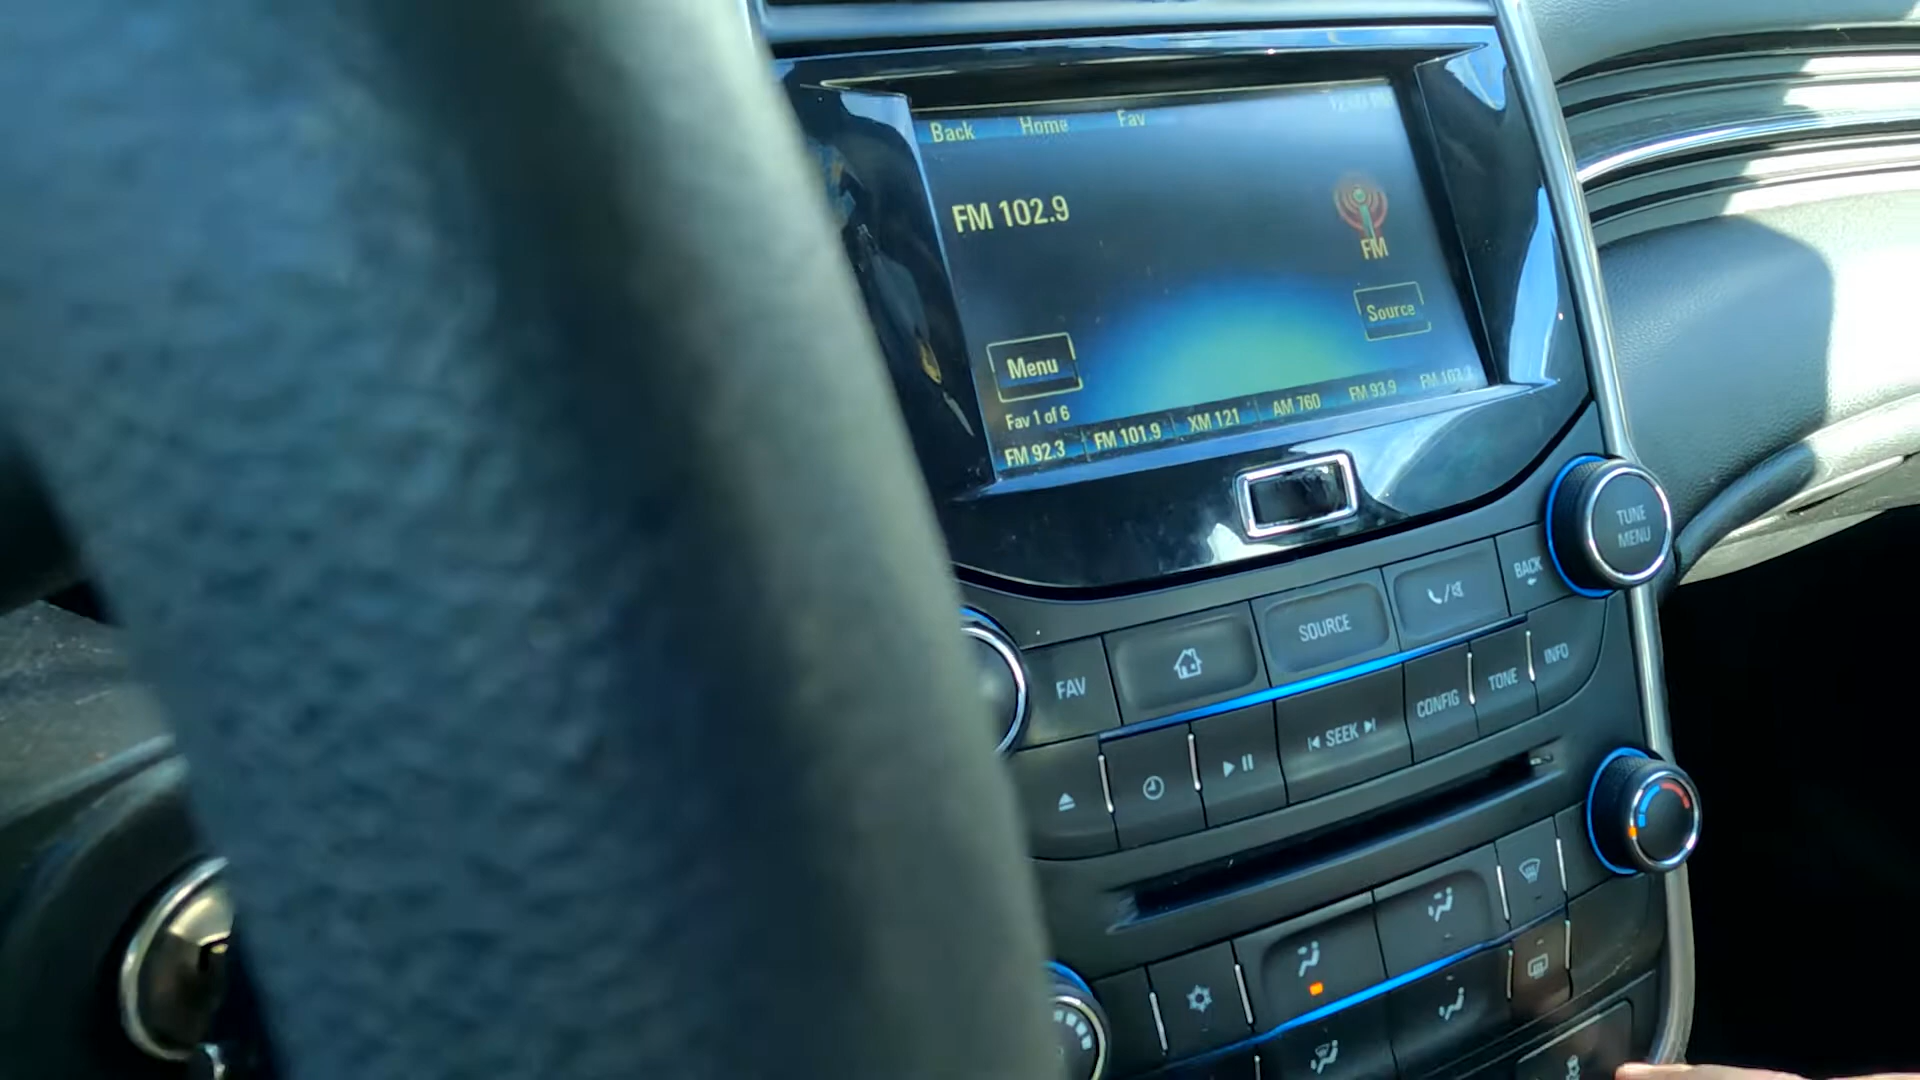 Back Home Fav
FM 102.9
FM
Source
Menu
Fav 1 of 6
FM 92.3 FM 101.9 XM 121 AM 760 FM 93.9 FM
TUNE
MENU
BACK
FAV SOURCE
SEEK CONFIG TONE INFO